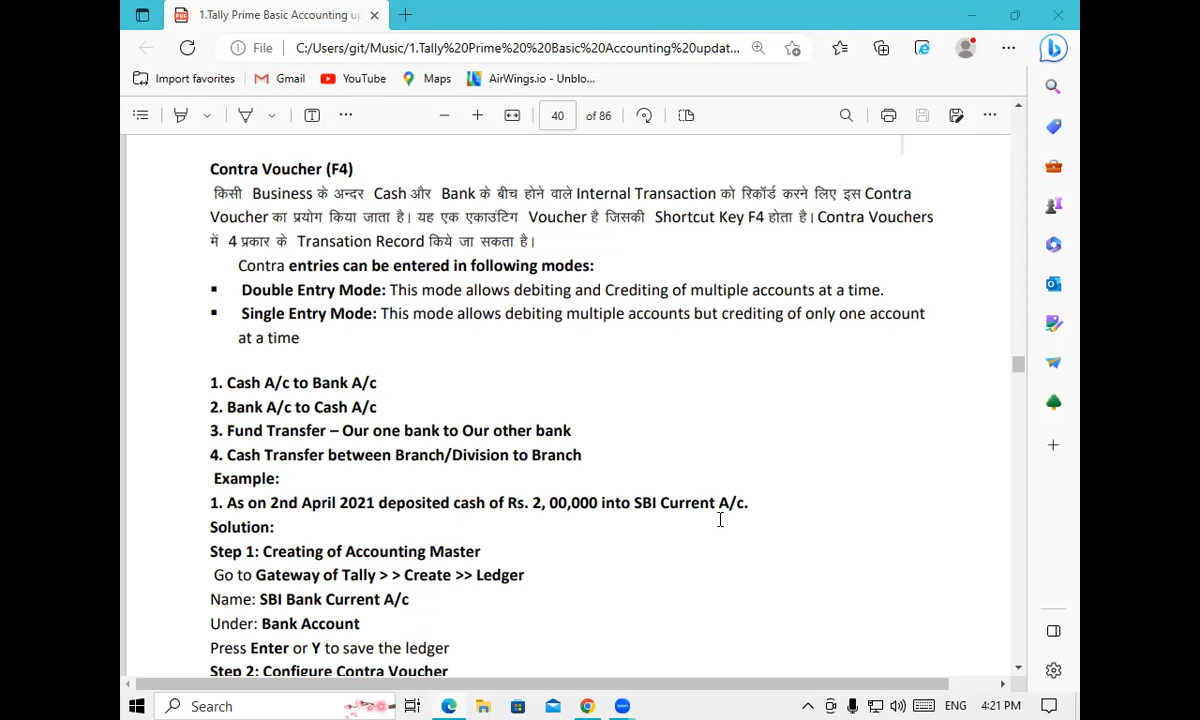 1.Tally Prime Basic Accounting up
File
C:/Users/git/Music/1.Tally%20Prime%20%20Basic%20Accounting%20updat...
Import favorites
Gmail
YouTube
Maps
AirWings.io - Unblo...
40 of 86
Contra Voucher (F4)
किसी Business के अन्दर Cash और Bank के बीच होने वाले Internal Transaction को रिकॉर्ड करने लिए इस Contra
Voucher का प्रयोग किया जाता है। यह एक एकाउंटिग Voucher है जिसकी Shortcut Key F4 होता है। Contra Vouchers
में 4 प्रकार के Transation Record किये जा सकता है।
Contra entries can be entered in following modes:
▪ Double Entry Mode: This mode allows debiting and Crediting of multiple accounts at a time.
▪ Single Entry Mode: This mode allows debiting multiple accounts but crediting of only one account
at a time
1. Cash A/c to Bank A/c
2. Bank A/c to Cash A/c
3. Fund Transfer – Our one bank to Our other bank
4. Cash Transfer between Branch/Division to Branch
Example:
1. As on 2nd April 2021 deposited cash of Rs. 2, 00,000 into SBI Current A/c.
Solution:
Step 1: Creating of Accounting Master
Go to Gateway of Tally > > Create >> Ledger
Name: SBI Bank Current A/c
Under: Bank Account
Press Enter or Y to save the ledger
Step 2: Configure Contra Voucher
Search
ENG
4:21 PM